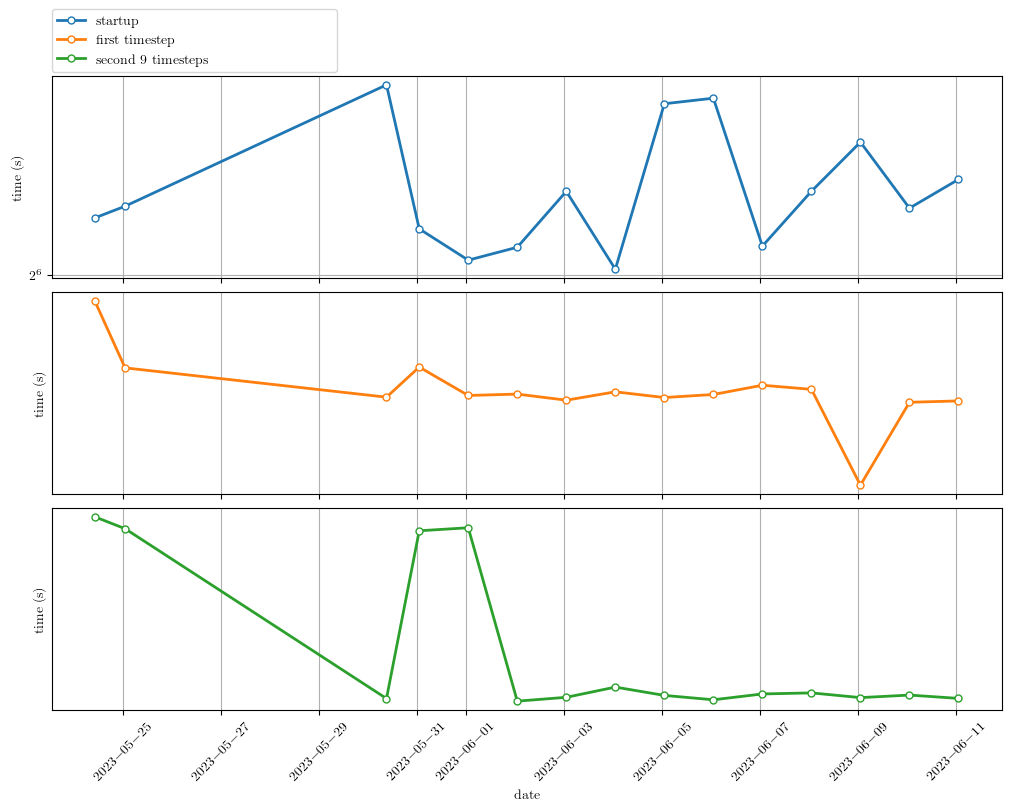 startup
first timestep
second 9 timesteps
time (s)
2⁶
time (s)
time (s)
2023−05−25
2023−05−27
2023−05−29
2023−05−31
2023−06−01
2023−06−03
2023−06−05
2023−06−07
2023−06−09
2023−06−11
date